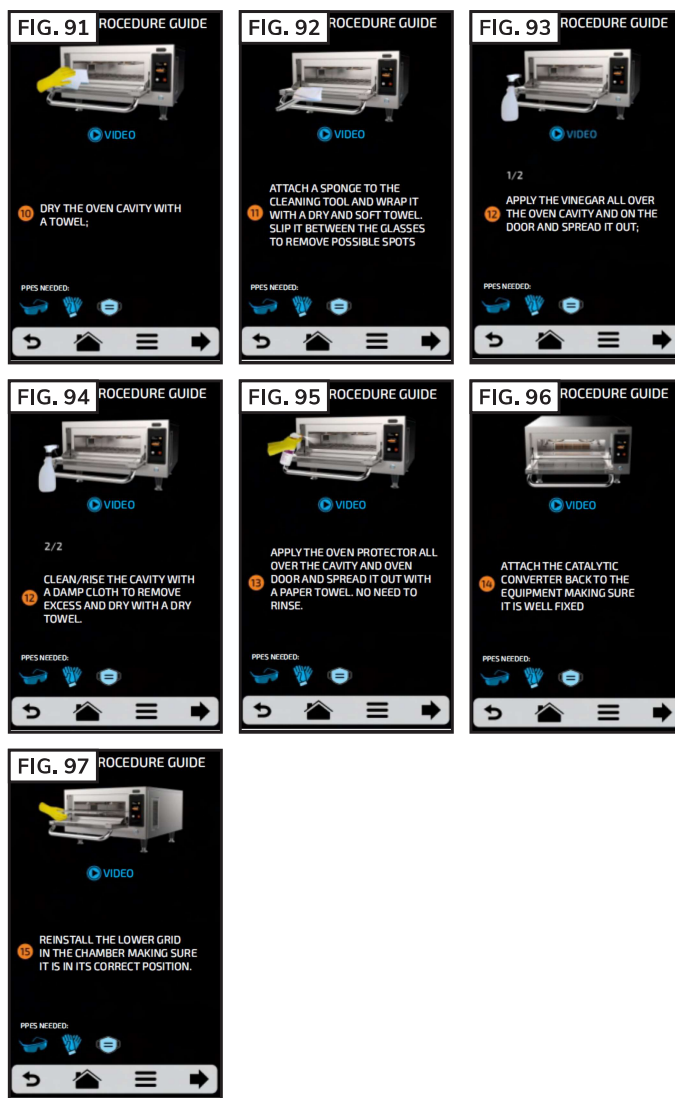 FIG. 91
ROCEDURE GUIDE
VIDEO
10
DRY THE OVEN CAVITY WITH
A TOWEL;
PPES NEEDED:
FIG. 92
ROCEDURE GUIDE
VIDEO
11
ATTACH A SPONGE TO THE
CLEANING TOOL AND WRAP IT
WITH A DRY AND SOFT TOWEL.
SLIP IT BETWEEN THE GLASSES
TO REMOVE POSSIBLE SPOTS
PPES NEEDED:
FIG. 93
ROCEDURE GUIDE
VIDEO
1/2
12
APPLY THE VINEGAR ALL OVER
THE OVEN CAVITY AND ON THE
DOOR AND SPREAD IT OUT;
PPES NEEDED:
FIG. 94
ROCEDURE GUIDE
VIDEO
2/2
12
CLEAN/RISE THE CAVITY WITH
A DAMP CLOTH TO REMOVE
EXCESS AND DRY WITH A DRY
TOWEL.
PPES NEEDED:
FIG. 95
ROCEDURE GUIDE
VIDEO
13
APPLY THE OVEN PROTECTOR ALL
OVER THE CAVITY AND OVEN
DOOR AND SPREAD IT OUT WITH
A PAPER TOWEL. NO NEED TO
RINSE.
PPES NEEDED:
FIG. 96
ROCEDURE GUIDE
VIDEO
14
ATTACH THE CATALYTIC
CONVERTER BACK TO THE
EQUIPMENT MAKING SURE
IT IS WELL FIXED
PPES NEEDED:
FIG. 97
ROCEDURE GUIDE
VIDEO
15
REINSTALL THE LOWER GRID
IN THE CHAMBER MAKING SURE
IT IS IN ITS CORRECT POSITION.
PPES NEEDED: